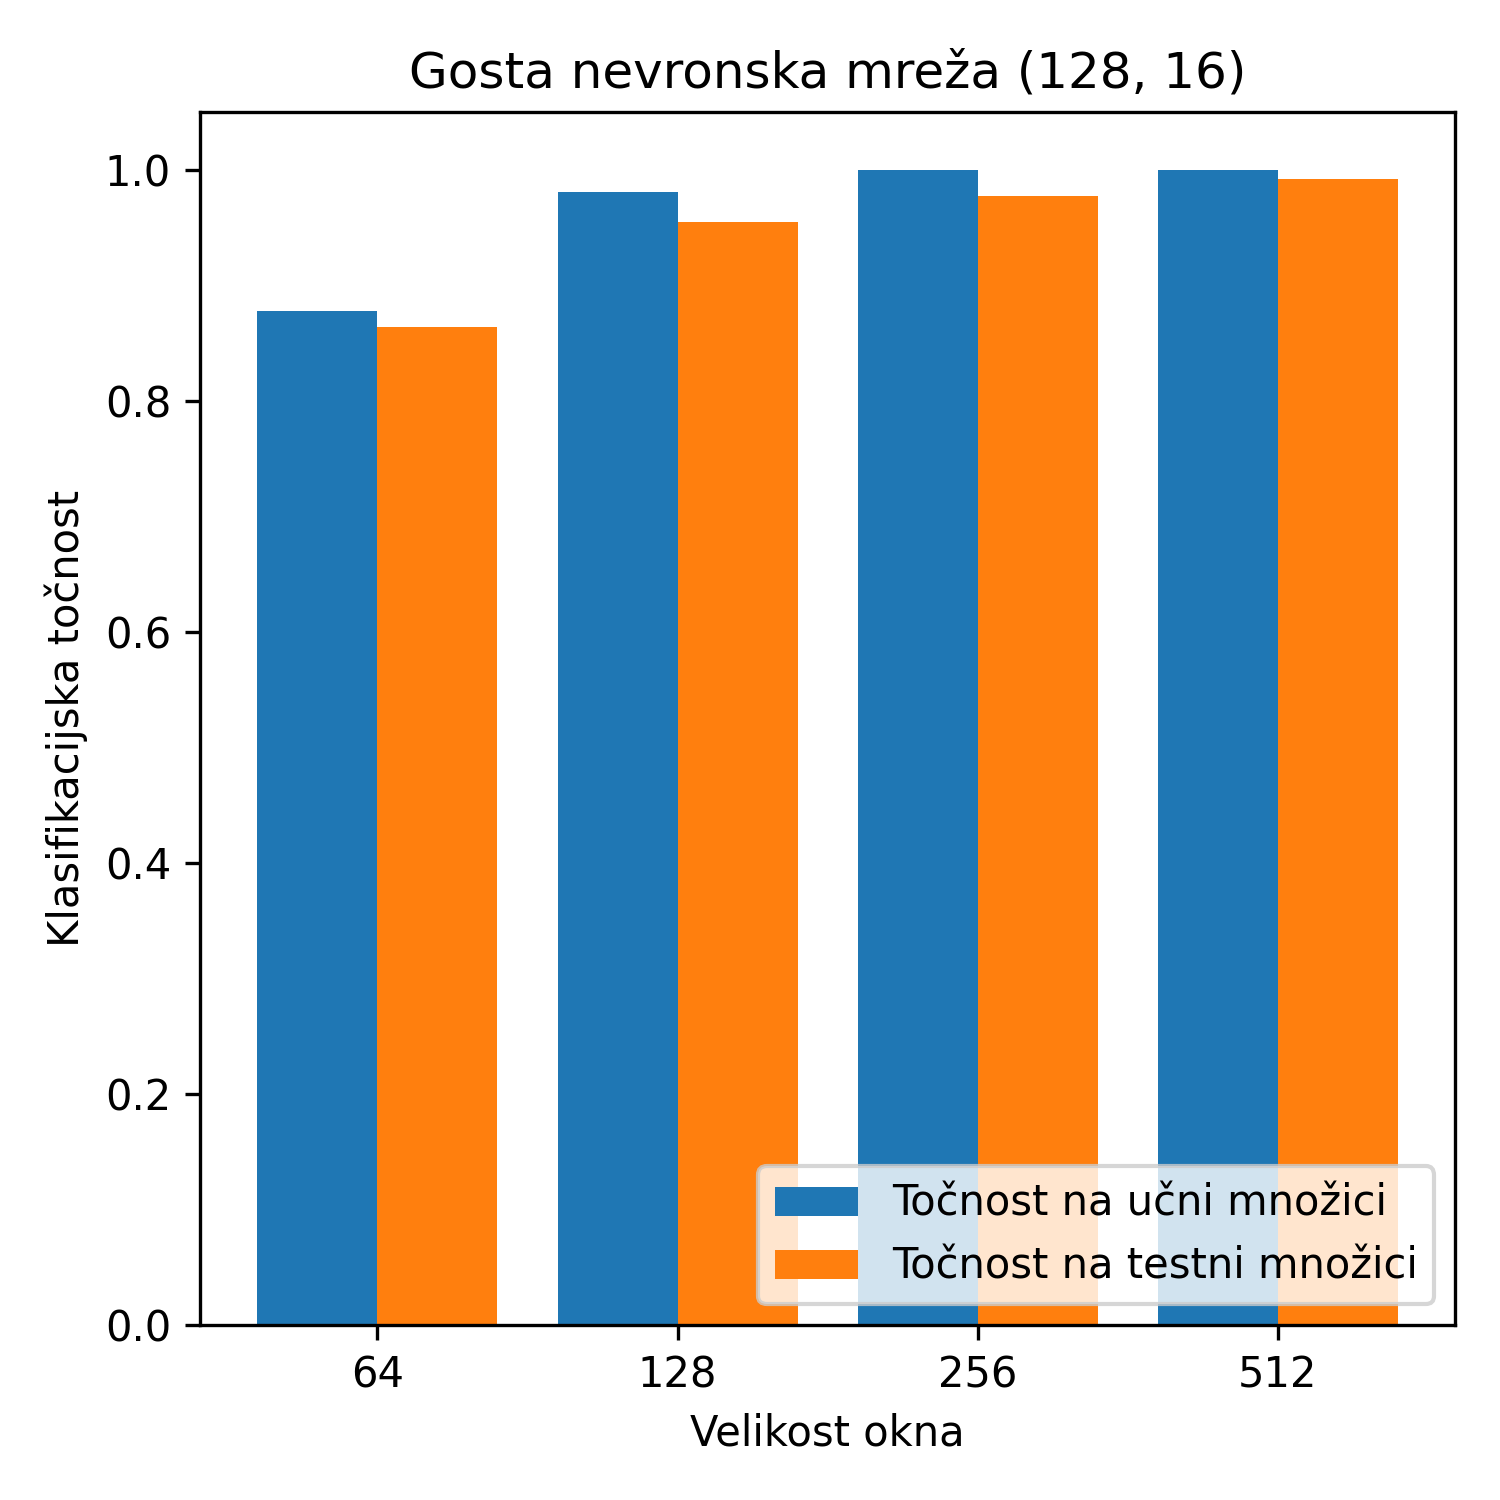 Gosta nevronska mreža (128, 16)
Klasifikacijska točnost
1.0
0.8
0.6
0.4
0.2
0.0
64
128
256
512
Velikost okna
Točnost na učni množici
Točnost na testni množici